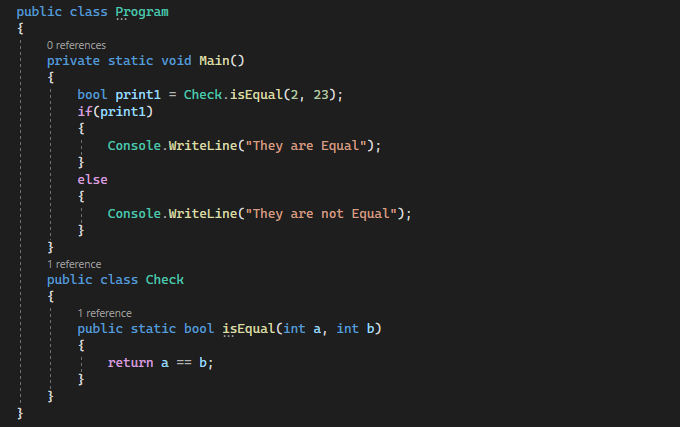 public class Program
{
0 references
private static void Main()
{
bool print1 = Check.isEqual(2, 23);
if(print1)
{
Console.WriteLine("They are Equal");
}
else
{
Console.WriteLine("They are not Equal");
}
}
1 reference
public class Check
{
1 reference
public static bool isEqual(int a, int b)
{
return a == b;
}
}
}